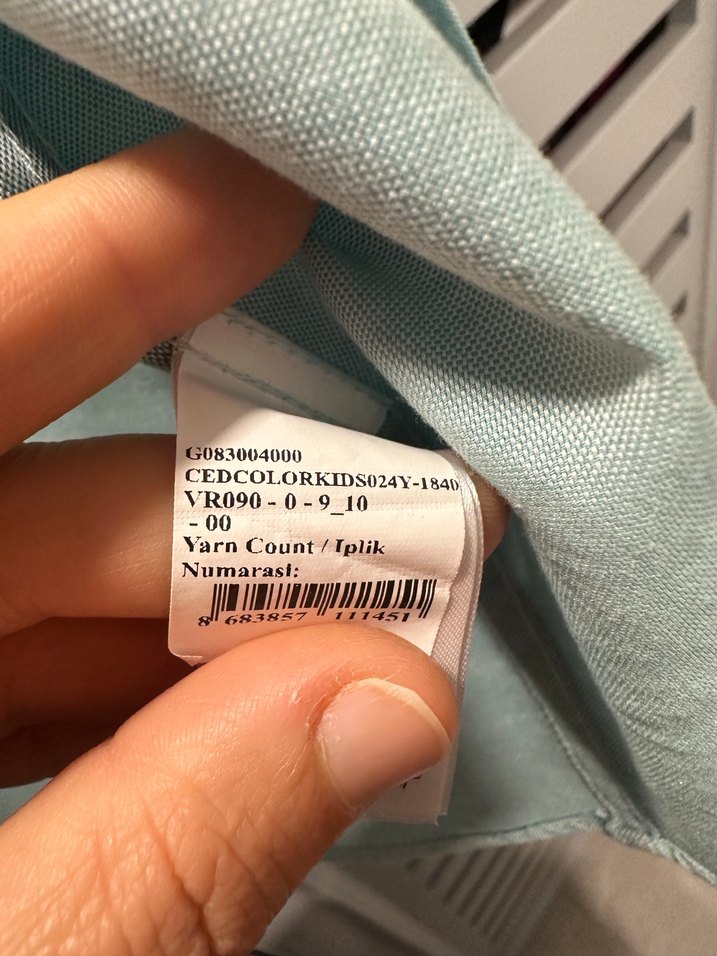 G083004000
CEDCOLORKIDS024Y-1840
VR090 - 0 - 9_10
- 00
Yarn Count / Iplik
Numarasi:
8 683857 111451